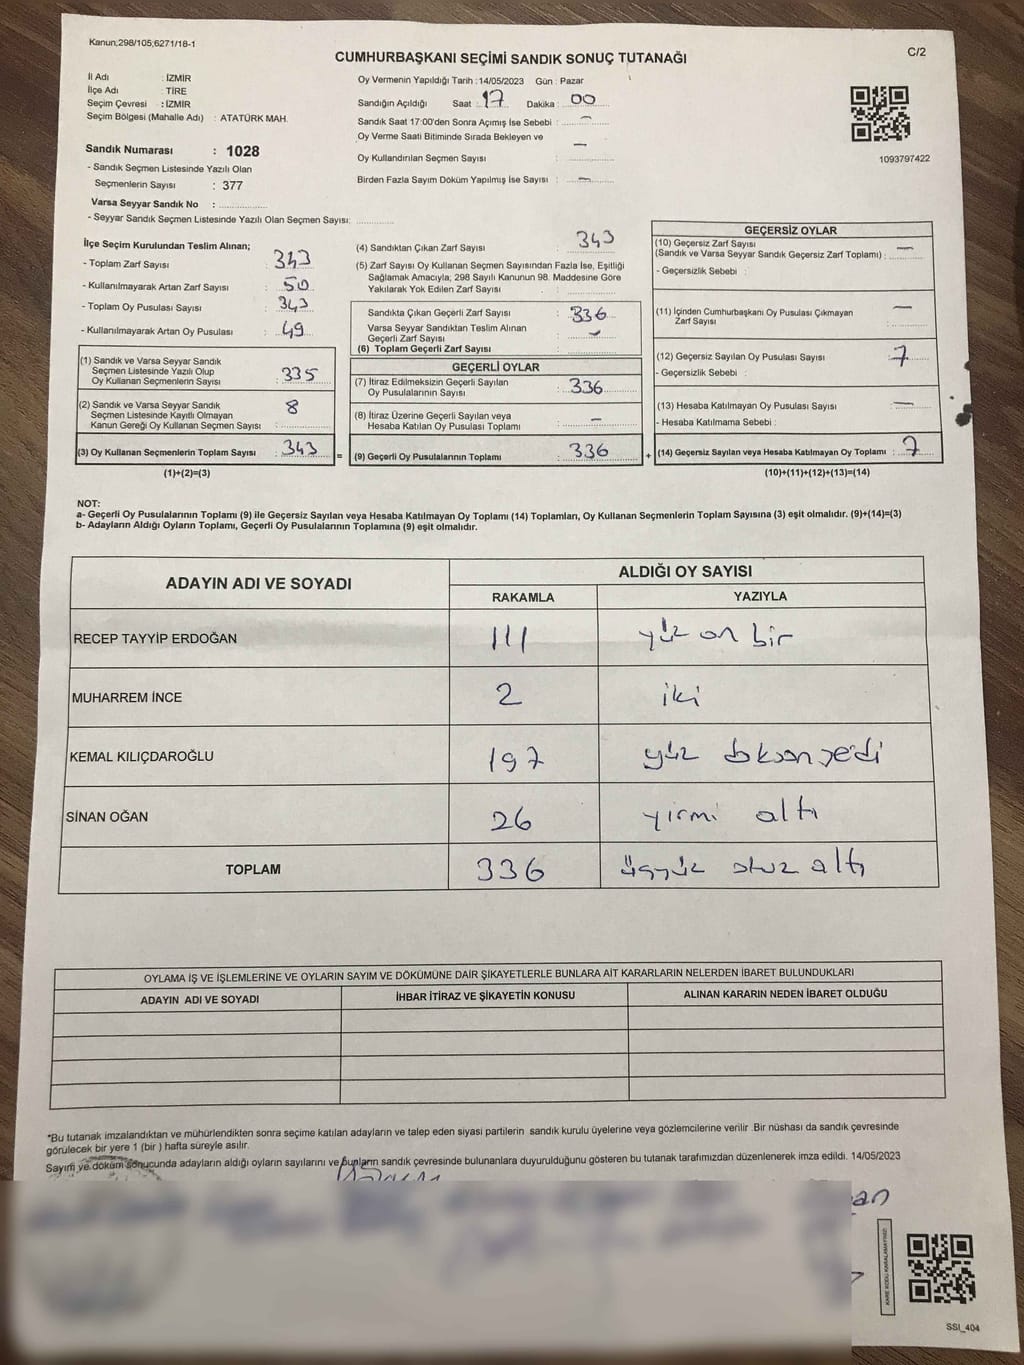 Kanun;298/105;6271/18-1
C/2
CUMHURBAŞKANI SEÇİMİ SANDIK SONUÇ TUTANAĞI
İl Adı : İZMİR
İlçe Adı : TİRE
Seçim Çevresi : İZMİR
Seçim Bölgesi (Mahalle Adı) : ATATÜRK MAH.
Sandık Numarası : 1028
- Sandık Seçmen Listesinde Yazılı Olan
Seçmenlerin Sayısı : 377
Varsa Seyyar Sandık No :
- Seyyar Sandık Seçmen Listesinde Yazılı Olan Seçmen Sayısı:
Oy Vermenin Yapıldığı Tarih : 14/05/2023 Gün : Pazar
Sandığın Açıldığı Saat : 17 Dakika : 00
Sandık Saat 17:00'den Sonra Açımış İse Sebebi : —
Oy Verme Saati Bitiminde Sırada Bekleyen ve
Oy Kullandırılan Seçmen Sayısı : —
Birden Fazla Sayım Döküm Yapılmış İse Sayısı : —
1093797422
İlçe Seçim Kurulundan Teslim Alınan;
- Toplam Zarf Sayısı : 343
- Kullanılmayarak Artan Zarf Sayısı : 50
- Toplam Oy Pusulası Sayısı : 343
- Kullanılmayarak Artan Oy Pusulası : 49
(1) Sandık ve Varsa Seyyar Sandık
Seçmen Listesinde Yazılı Olup
Oy Kullanan Seçmenlerin Sayısı : 335
(2) Sandık ve Varsa Seyyar Sandık
Seçmen Listesinde Kayıtlı Olmayan
Kanun Gereği Oy Kullanan Seçmen Sayısı : 8
(3) Oy Kullanan Seçmenlerin Toplam Sayısı : 343
(1)+(2)=(3)
=
(4) Sandıktan Çıkan Zarf Sayısı : 343
(5) Zarf Sayısı Oy Kullanan Seçmen Sayısından Fazla İse, Eşitliği
Sağlamak Amacıyla, 298 Sayılı Kanunun 98. Maddesine Göre
Yakılarak Yok Edilen Zarf Sayısı :
Sandıkta Çıkan Geçerli Zarf Sayısı : 336
Varsa Seyyar Sandıktan Teslim Alınan
Geçerli Zarf Sayısı : —
(6) Toplam Geçerli Zarf Sayısı :
GEÇERLİ OYLAR
(7) İtiraz Edilmeksizin Geçerli Sayılan
Oy Pusulalarının Sayısı : 336
(8) İtiraz Üzerine Geçerli Sayılan veya
Hesaba Katılan Oy Pusulası Toplamı : —
(9) Geçerli Oy Pusulalarının Toplamı : 336
+
GEÇERSİZ OYLAR
(10) Geçersiz Zarf Sayısı
(Sandık ve Varsa Seyyar Sandık Geçersiz Zarf Toplamı) : —
- Geçersizlik Sebebi :
(11) İçinden Cumhurbaşkanı Oy Pusulası Çıkmayan
Zarf Sayısı : —
(12) Geçersiz Sayılan Oy Pusulası Sayısı : 7
- Geçersizlik Sebebi :
(13) Hesaba Katılmayan Oy Pusulası Sayısı : —
- Hesaba Katılmama Sebebi :
(14) Geçersiz Sayılan veya Hesaba Katılmayan Oy Toplamı : 7
(10)+(11)+(12)+(13)=(14)
NOT:
a- Geçerli Oy Pusulalarının Toplamı (9) ile Geçersiz Sayılan veya Hesaba Katılmayan Oy Toplamı (14) Toplamları, Oy Kullanan Seçmenlerin Toplam Sayısına (3) eşit olmalıdır. (9)+(14)=(3)
b- Adayların Aldığı Oyların Toplamı, Geçerli Oy Pusulalarının Toplamına (9) eşit olmalıdır.
ADAYIN ADI VE SOYADI
ALDIĞI OY SAYISI
RAKAMLA YAZIYLA
RECEP TAYYİP ERDOĞAN 111 yüz on bir
MUHARREM İNCE 2 iki
KEMAL KILIÇDAROĞLU 197 yüz doksan yedi
SİNAN OĞAN 26 yirmi altı
TOPLAM 336 üçyüz otuz altı
OYLAMA İŞ VE İŞLEMLERİNE VE OYLARIN SAYIM VE DÖKÜMÜNE DAİR ŞİKAYETLERLE BUNLARA AİT KARARLARIN NELERDEN İBARET BULUNDUKLARI
ADAYIN ADI VE SOYADI İHBAR İTİRAZ VE ŞİKAYETİN KONUSU ALINAN KARARIN NEDEN İBARET OLDUĞU
*Bu tutanak imzalandıktan ve mühürlendikten sonra seçime katılan adayların ve talep eden siyasi partilerin sandık kurulu üyelerine veya gözlemcilerine verilir .Bir nüshası da sandık çevresinde
görülecek bir yere 1 (bir ) hafta süreyle asılır.
Sayım ve döküm sonucunda adayların aldığı oyların sayılarını ve bunların sandık çevresinde bulunanlara duyurulduğunu gösteren bu tutanak tarafımızdan düzenlenerek imza edildi. 14/05/2023
KARE KODU KARALAMAYINIZ!
SSI_404